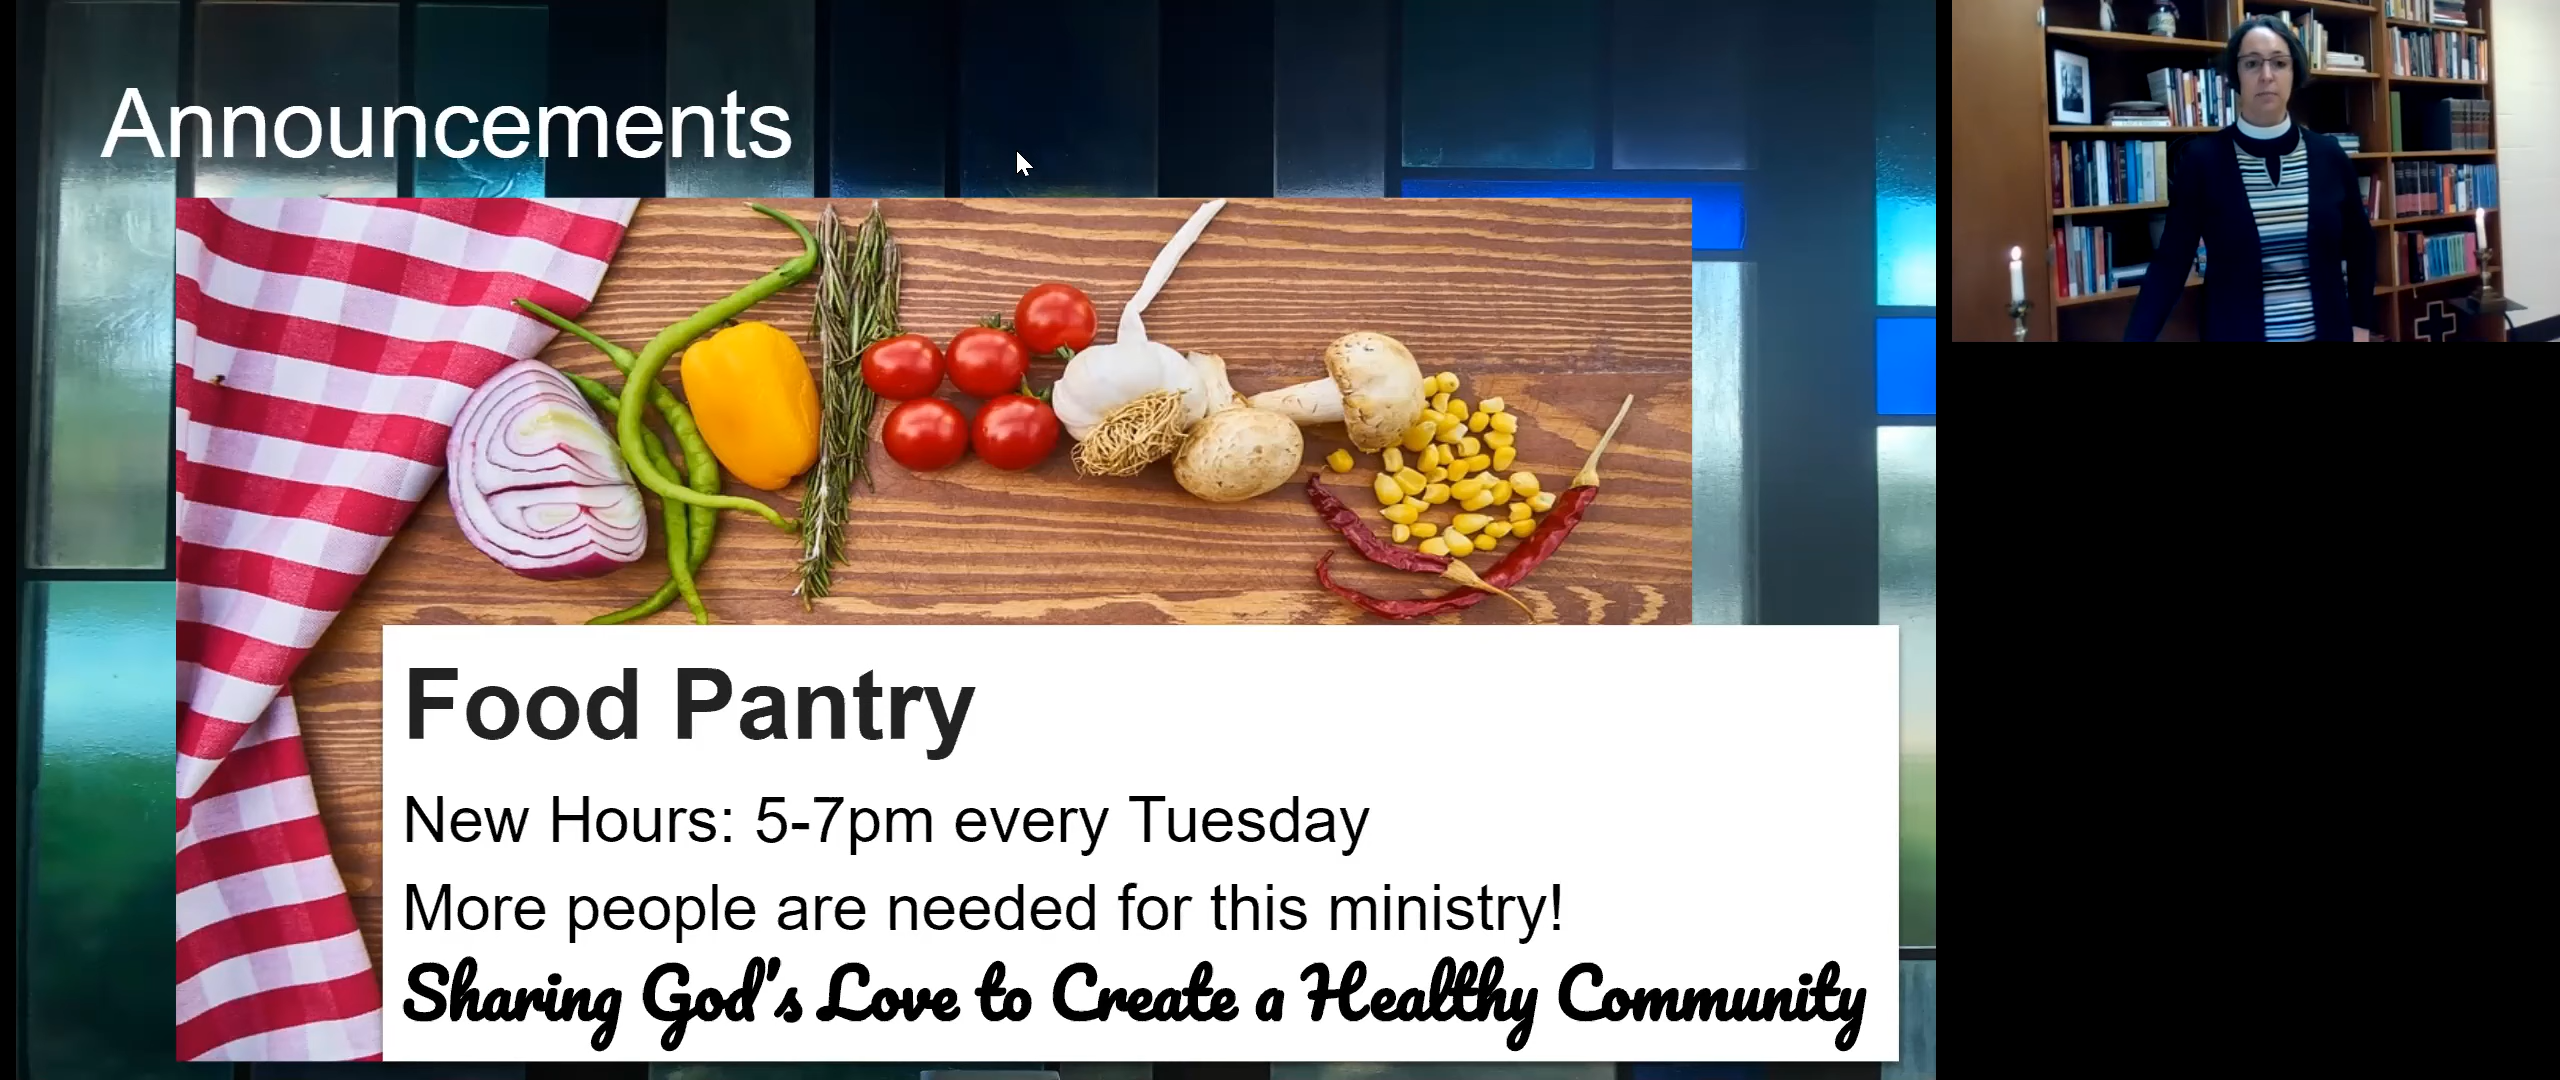 Announcements
Food Pantry
New Hours: 5-7pm every Tuesday
More people are needed for this ministry!
Sharing God's Love to Create a Healthy Community